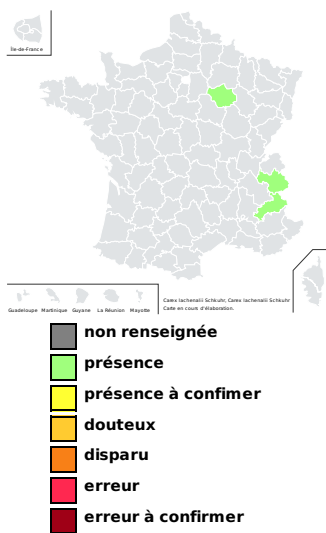 Île-de-France
Guadeloupe Martinique Guyane La Réunion Mayotte
Carex lachenalii Schkuhr, Carex lachenalii Schkuhr
Carte en cours d'élaboration.
non renseignée
présence
présence à confimer
douteux
disparu
erreur
erreur à confirmer